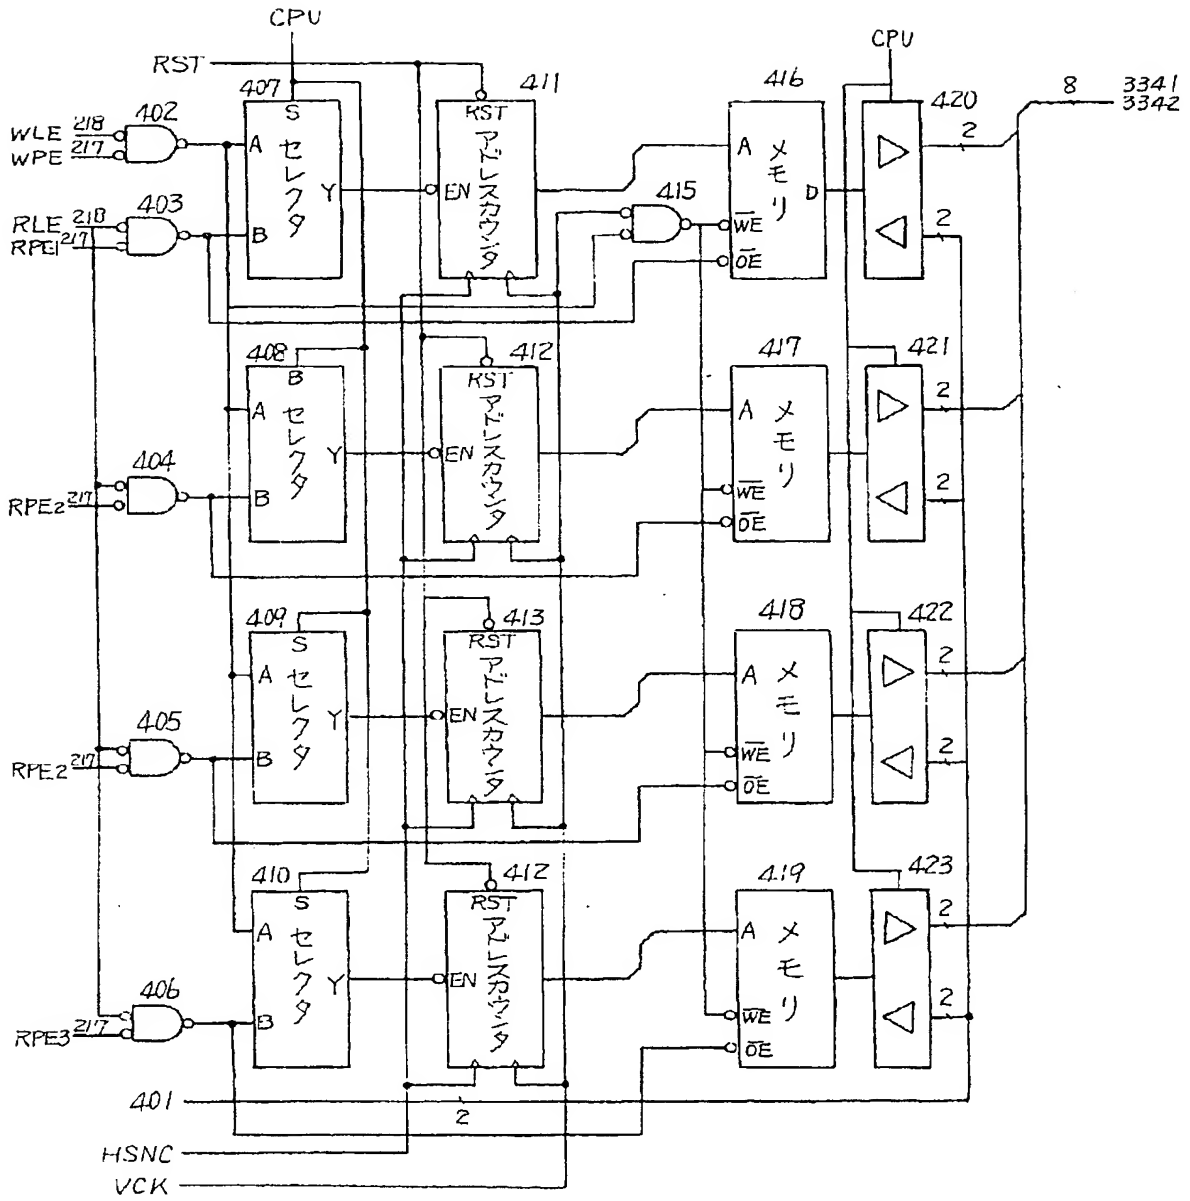 CPU
RST
407
411
416
CPU
420
8
3341
3342
WLE 218
WPE 217
402
S
A
B
Y
セレクタ
RST
EN
アドレスカウンタ
415
A
D
WE
OE
メモリ
2
2
RLE 218
RPE1 217
403
408
B
A
B
Y
セレクタ
412
RST
EN
アドレスカウンタ
417
A
WE
OE
メモリ
421
2
2
404
RPE2 217
409
S
A
B
Y
セレクタ
413
RST
EN
アドレスカウンタ
418
A
WE
OE
メモリ
422
2
2
405
RPE2 217
410
S
A
B
Y
セレクタ
412
RST
EN
アドレスカウンタ
419
A
WE
OE
メモリ
423
2
2
406
RPE3 217
401
2
HSNC
VCK